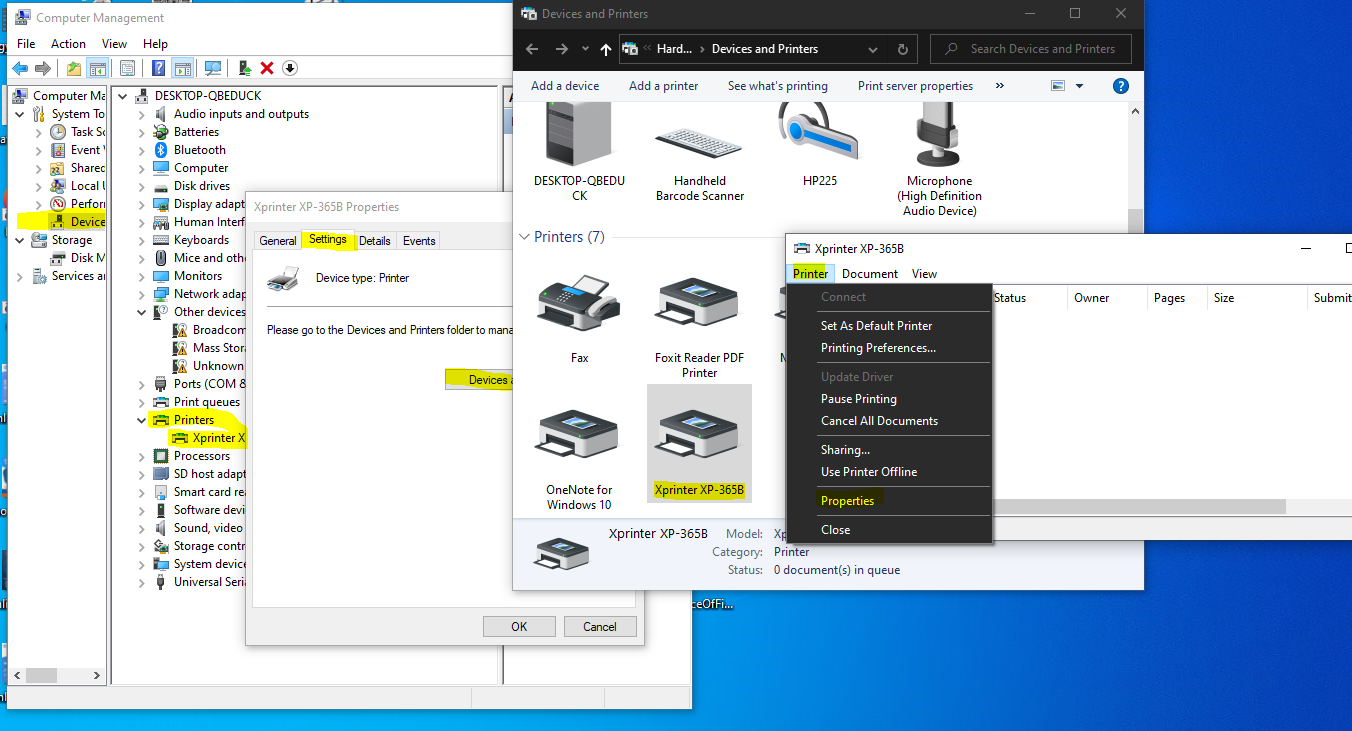 Computer Management
File Action View Help
Computer Ma
System To
Task Sc
Event
Shared
Local
Perfor
Device
Storage
Disk M
Services a
DESKTOP-QBEDUCK
Audio inputs and outputs
Batteries
Bluetooth
Computer
Disk drives
Display adapt
Human Interf
Keyboards
Mice and oth
Monitors
Network adap
Other devices
Broadcom
Mass Stora
Unknown
Ports (COM &
Print queues
Printers
Xprinter X
Processors
SD host adapt
Smart card rea
Software devi
Sound, video
Storage contr
System device
Universal Seria
Xprinter XP-365B Properties
General Settings Details Events
Device type: Printer
Please go to the Devices and Printers folder to mana
Devices a
OK Cancel
Devices and Printers
Hard... Devices and Printers
Search Devices and Printers
Add a device Add a printer See what's printing Print server properties »
DESKTOP-QBEDU
CK
Handheld
Barcode Scanner
HP225
Microphone
(High Definition
Audio Device)
Printers (7)
Fax
Foxit Reader PDF
Printer
OneNote for
Windows 10
Xprinter XP-365B
Xprinter XP-365B
Model: Xp
Category: Printer
Status: 0 document(s) in queue
Xprinter XP-365B
Printer Document View
Status Owner Pages Size Submit
Connect
Set As Default Printer
Printing Preferences...
Update Driver
Pause Printing
Cancel All Documents
Sharing...
Use Printer Offline
Properties
Close
ceOfFi...